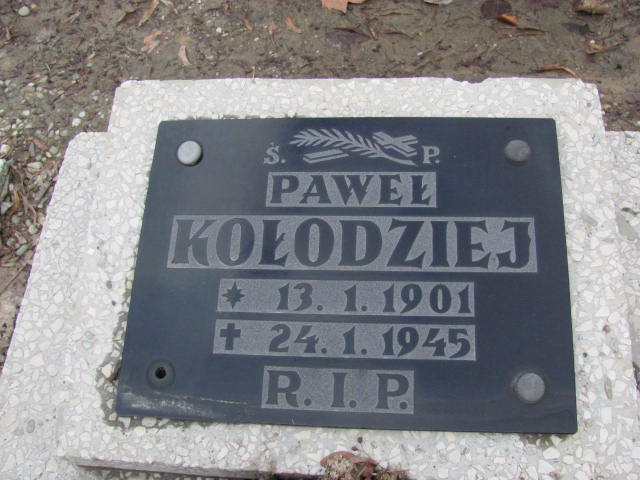 Ś. P.
PAWEŁ
KOŁODZIEJ
* 13. 1. 1901
✝ 24. 1. 1945
R. I. P.